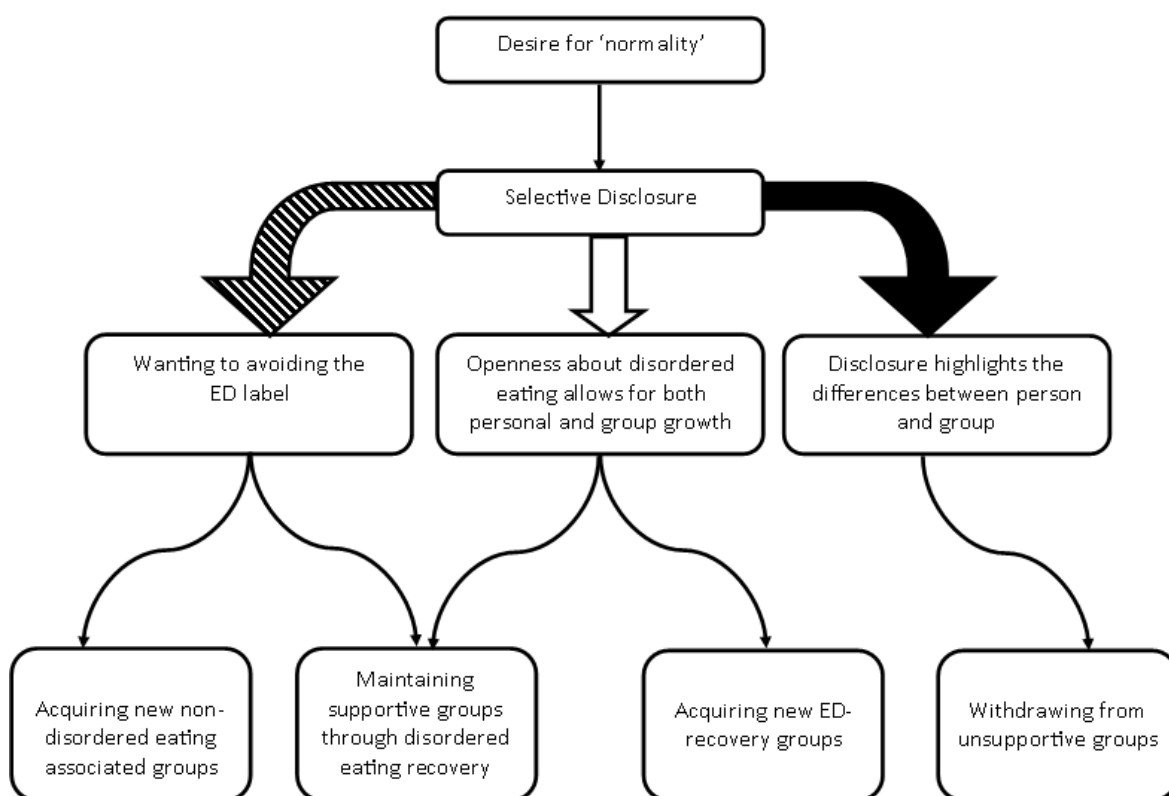 Desire for ‘normality’
Selective Disclosure
Wanting to avoiding the
ED label
Openness about disordered
eating allows for both
personal and group growth
Disclosure highlights the
differences between person
and group
Acquiring new non-
disordered eating
associated groups
Maintaining
supportive groups
through disordered
eating recovery
Acquiring new ED-
recovery groups
Withdrawing from
unsupportive groups